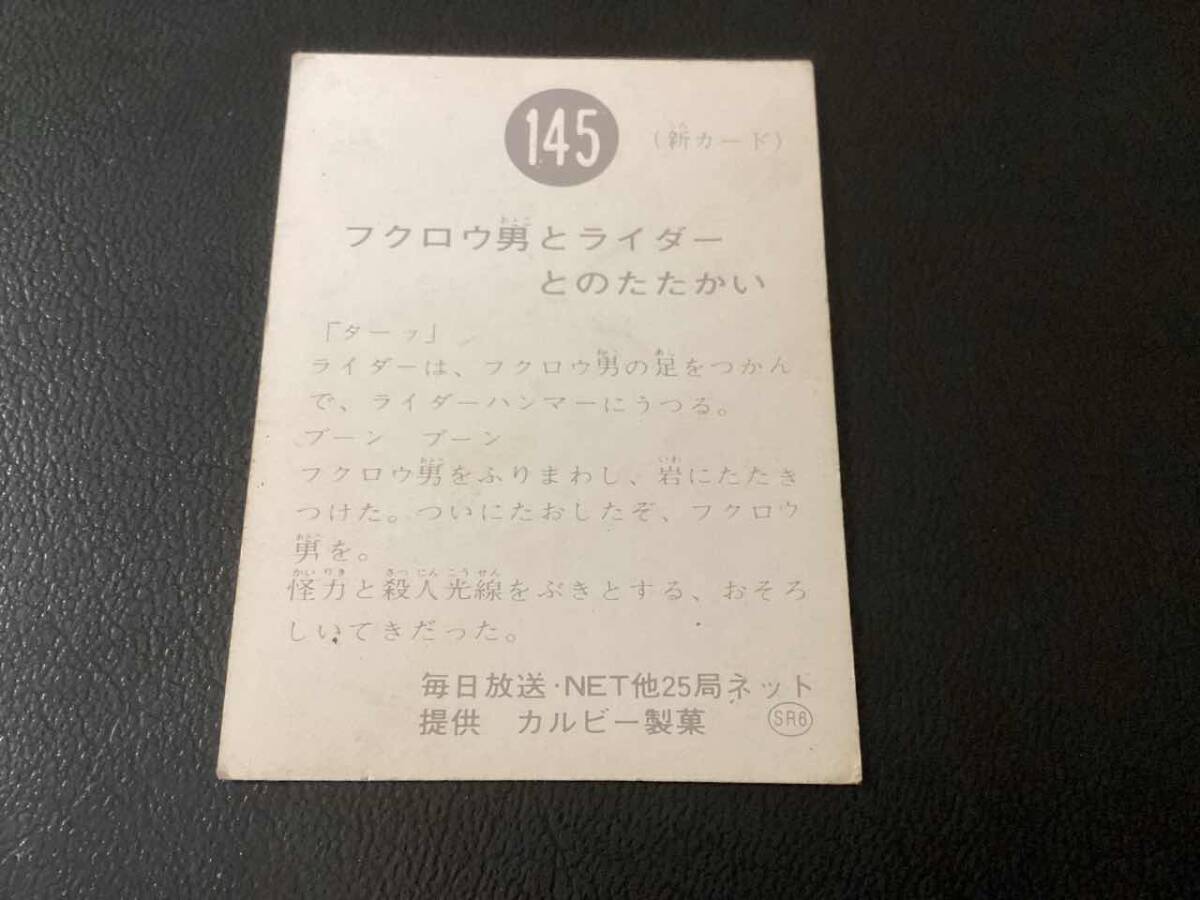 145
（新カード）
フクロウ男とライダー
とのたたかい
「ターッ」
ライダーは、フクロウ男の足をつかん
で、ライダーハンマーにうつる。
ブーン　ブーン
フクロウ男をふりまわし、岩にたたき
つけた。ついにたおしたぞ、フクロウ
男を。
怪力と殺人光線をぶきとする、おそろ
しいてきだった。
毎日放送・NET他25局ネット
提供　カルビー製菓　SR6